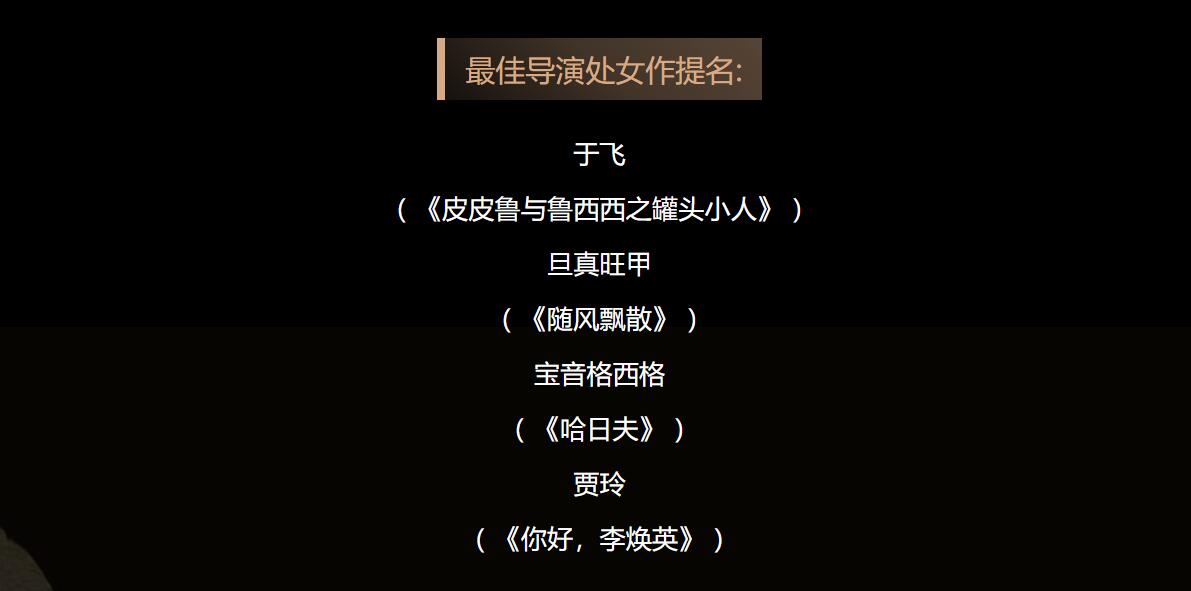 最佳导演处女作提名:
于飞
（《皮皮鲁与鲁西西之罐头小人》）
旦真旺甲
（《随风飘散》）
宝音格西格
（《哈日夫》）
贾玲
（《你好，李焕英》）